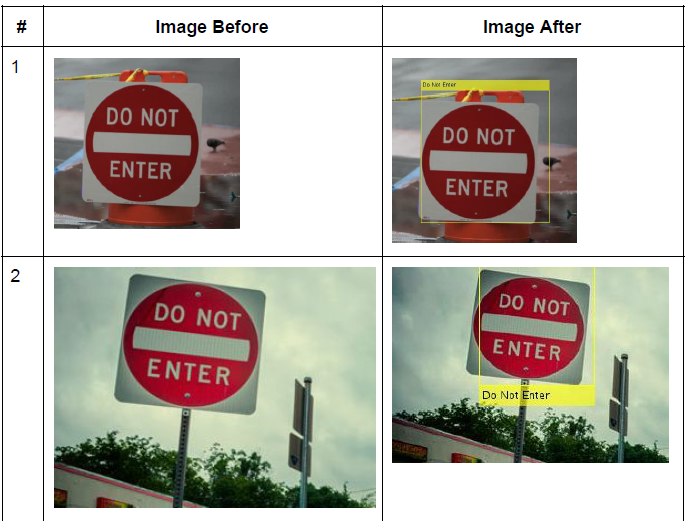 # Image Before Image After
1
DO NOT
ENTER
Do Not Enter
DO NOT
ENTER
2
DO NOT
ENTER
DO NOT
ENTER
Do Not Enter